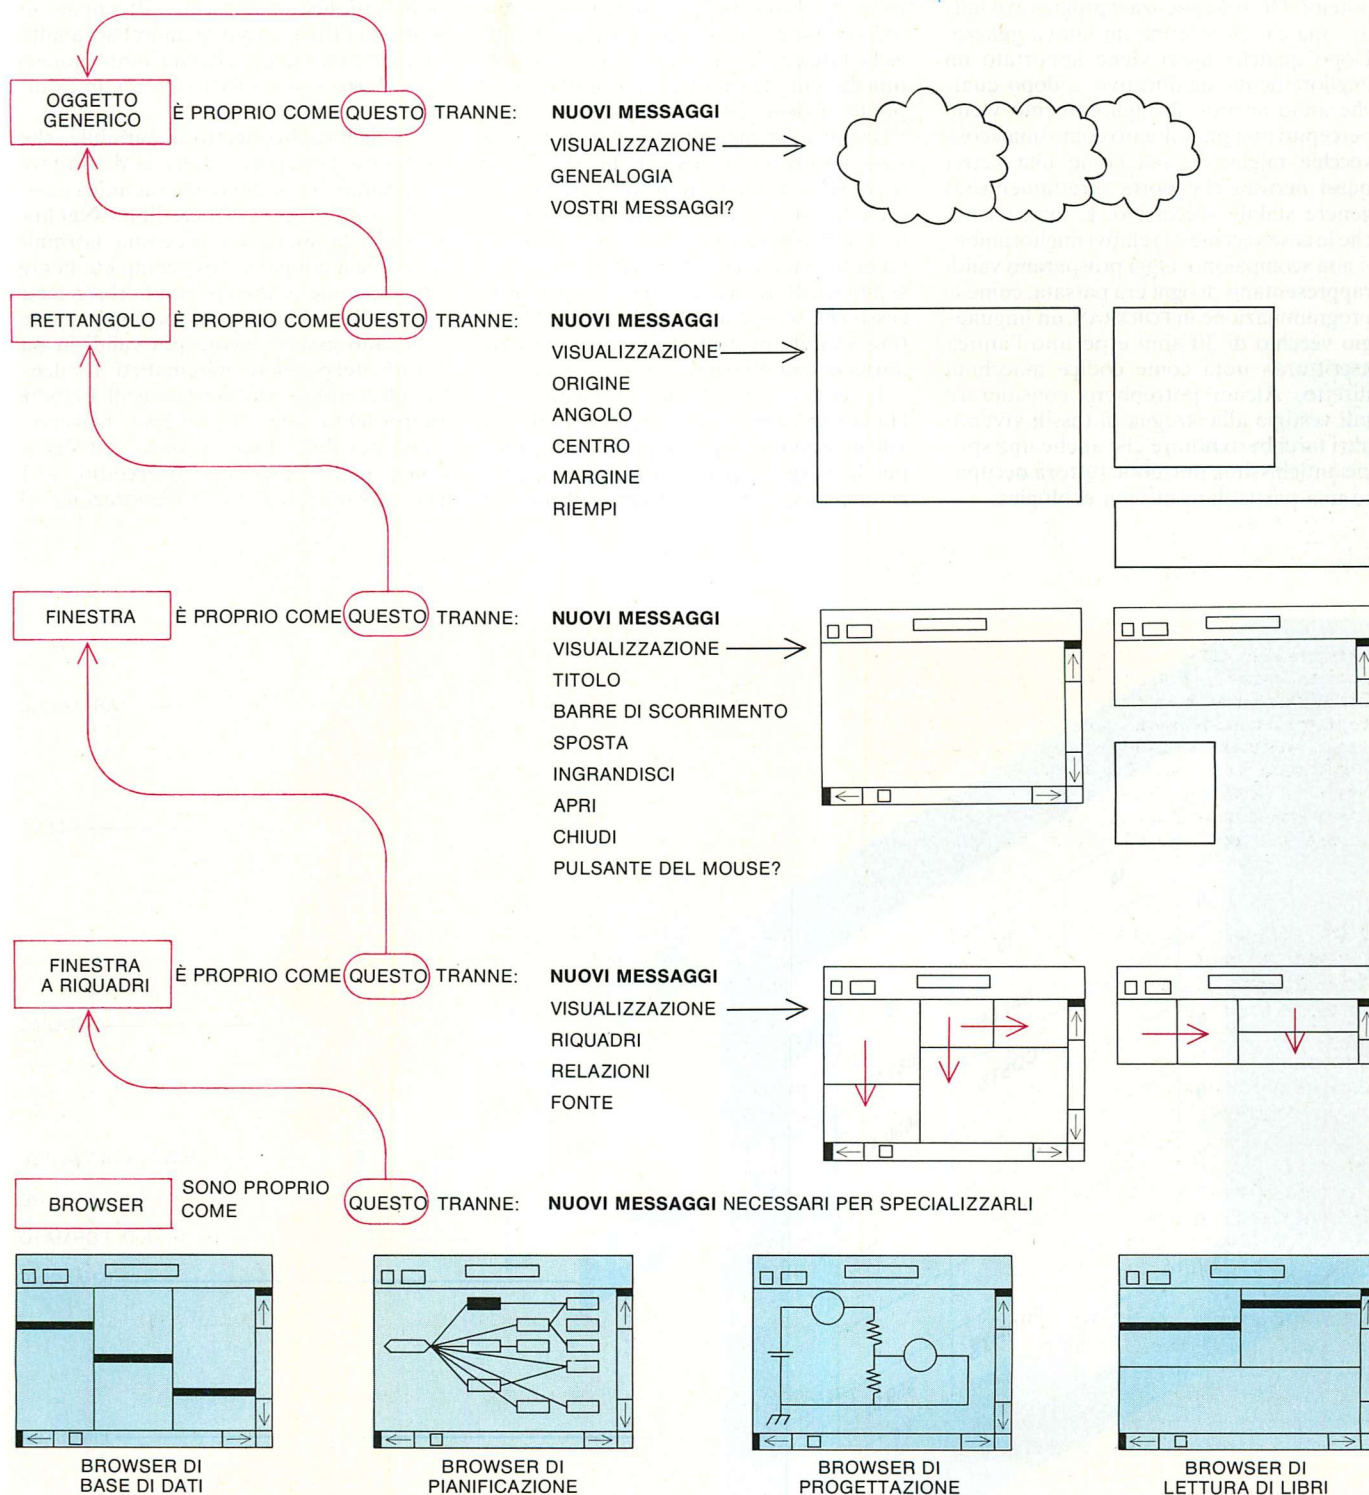 OGGETTO
GENERICO
È PROPRIO COME QUESTO TRANNE:
NUOVI MESSAGGI
VISUALIZZAZIONE
GENEALOGIA
VOSTRI MESSAGGI?
RETTANGOLO È PROPRIO COME QUESTO TRANNE:
NUOVI MESSAGGI
VISUALIZZAZIONE
ORIGINE
ANGOLO
CENTRO
MARGINE
RIEMPI
FINESTRA È PROPRIO COME QUESTO TRANNE:
NUOVI MESSAGGI
VISUALIZZAZIONE
TITOLO
BARRE DI SCORRIMENTO
SPOSTA
INGRANDISCI
APRI
CHIUDI
PULSANTE DEL MOUSE?
FINESTRA
A RIQUADRI
È PROPRIO COME QUESTO TRANNE:
NUOVI MESSAGGI
VISUALIZZAZIONE
RIQUADRI
RELAZIONI
FONTE
BROWSER
SONO PROPRIO
COME
QUESTO TRANNE: NUOVI MESSAGGI NECESSARI PER SPECIALIZZARLI
BROWSER DI
BASE DI DATI
BROWSER DI
PIANIFICAZIONE
BROWSER DI
PROGETTAZIONE
BROWSER DI
LETTURA DI LIBRI